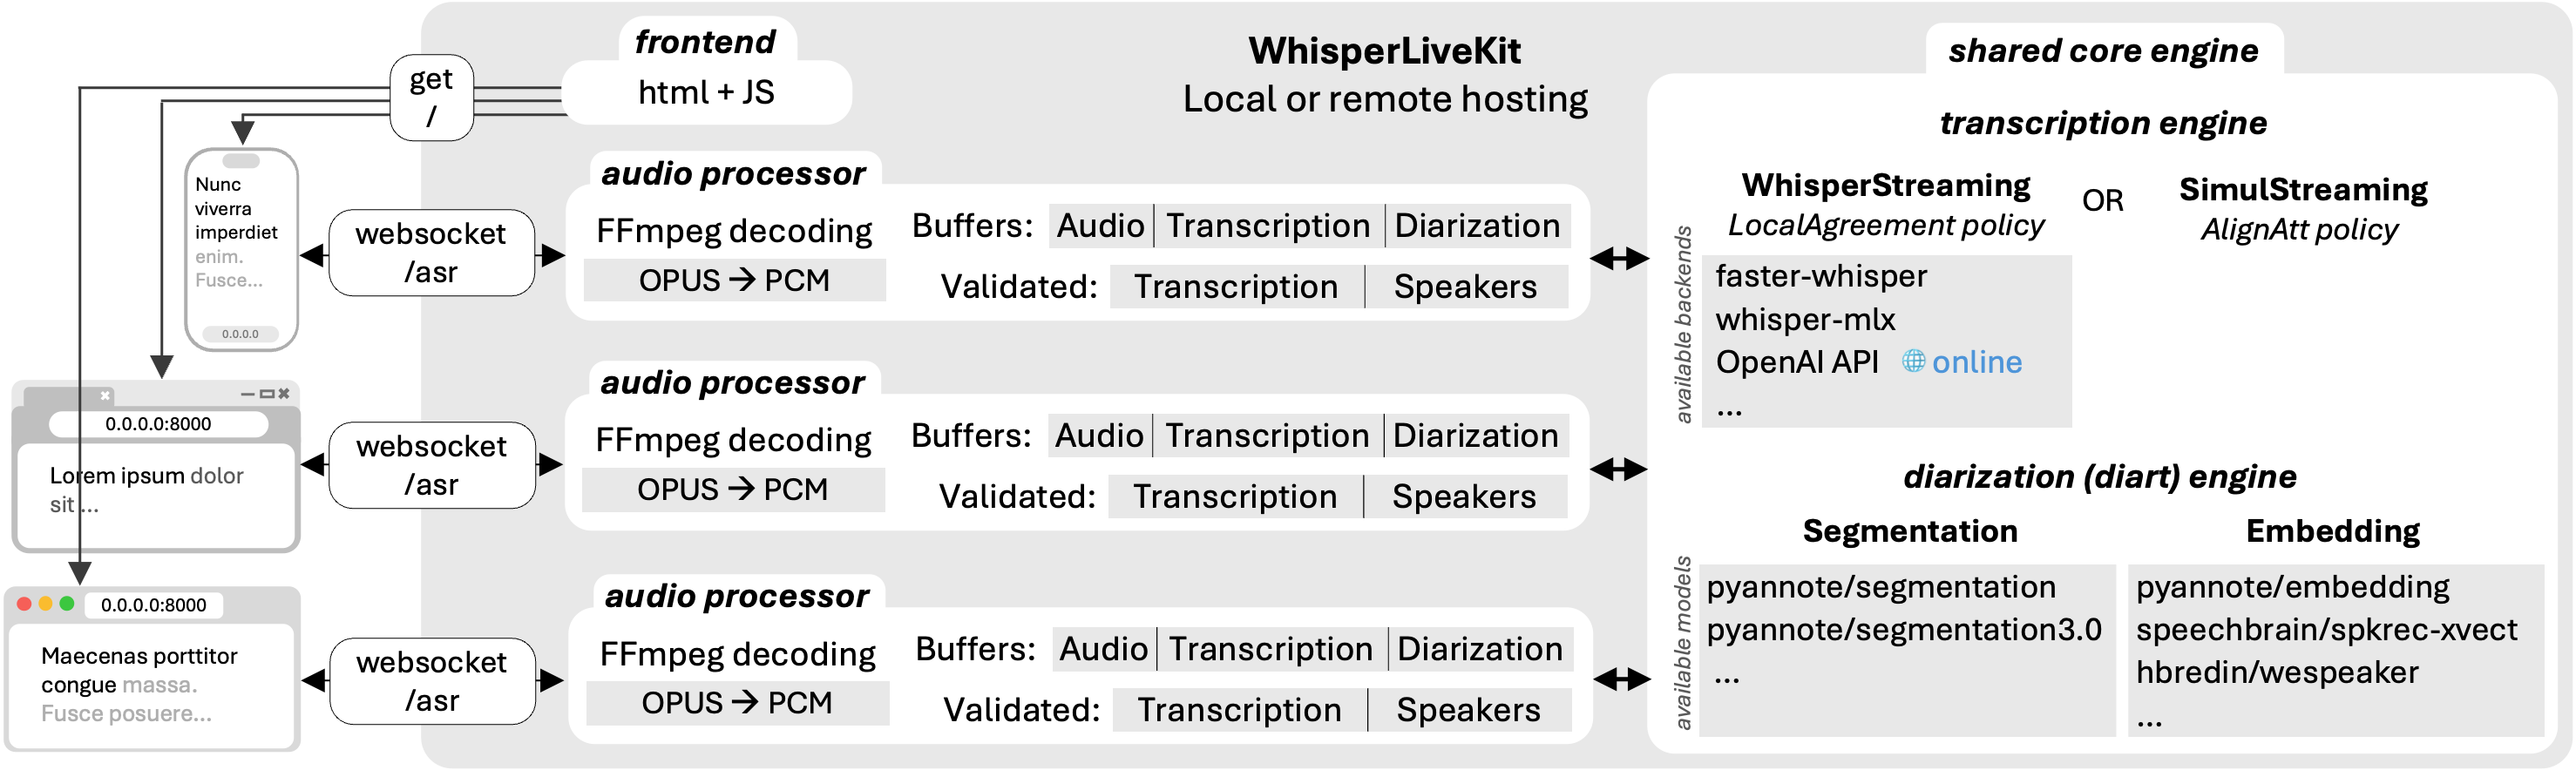 frontend
html + JS
get
/
WhisperLiveKit
Local or remote hosting
Nunc
viverra
imperdiet
enim.
Fusce...
0.0.0.0
websocket
/asr
audio processor
FFmpeg decoding
OPUS → PCM
Buffers: Audio Transcription Diarization
Validated: Transcription Speakers
0.0.0.0:8000
Lorem ipsum dolor
sit ...
websocket
/asr
audio processor
FFmpeg decoding
OPUS → PCM
Buffers: Audio Transcription Diarization
Validated: Transcription Speakers
0.0.0.0:8000
Maecenas porttitor
congue massa.
Fusce posuere...
websocket
/asr
audio processor
FFmpeg decoding
OPUS → PCM
Buffers: Audio Transcription Diarization
Validated: Transcription Speakers
shared core engine
transcription engine
WhisperStreaming
LocalAgreement policy
OR
SimulStreaming
AlignAtt policy
available backends
faster-whisper
whisper-mlx
OpenAI API 🌐 online
...
diarization (diart) engine
Segmentation
available models
pyannote/segmentation
pyannote/segmentation3.0
...
Embedding
pyannote/embedding
speechbrain/spkrec-xvect
hbredin/wespeaker
...